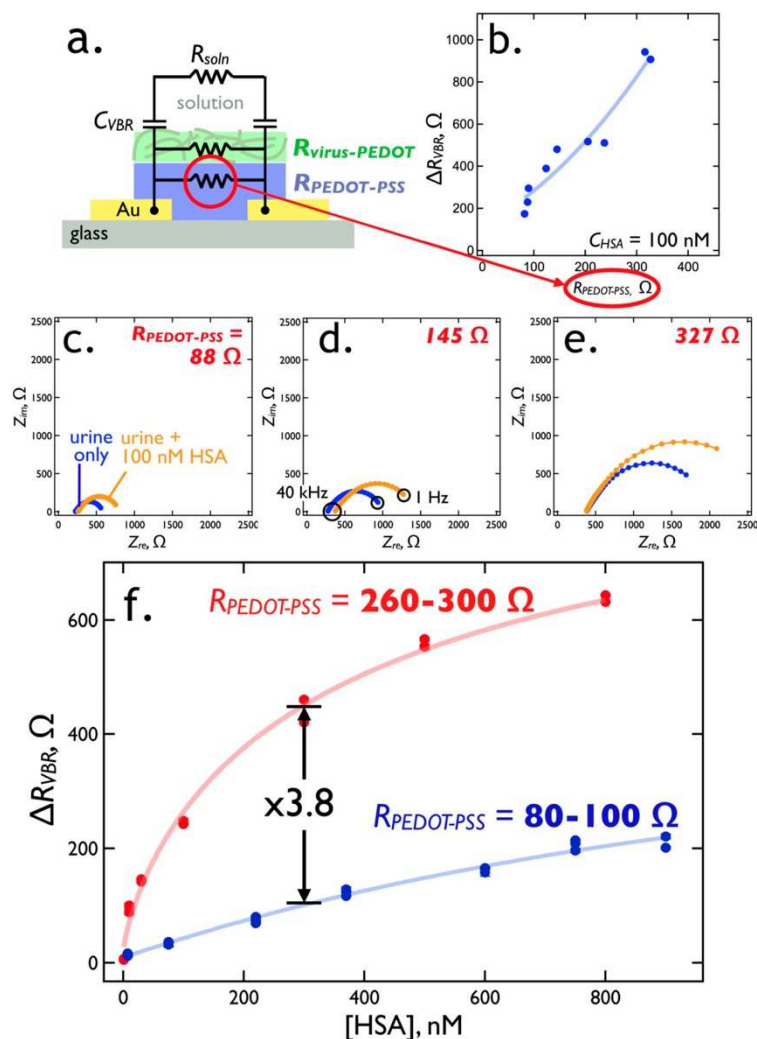 a.
R_soln
solution
C_VBR
R_virus-PEDOT
R_PEDOT-PSS
Au
glass
b.
1000
800
600
400
200
0
ΔR_VBR, Ω
C_HSA = 100 nM
0 100 200 300 400
R_PEDOT-PSS, Ω
c.
R_PEDOT-PSS =
88 Ω
2500
2000
1500
1000
500
0
Z_im, Ω
urine
only
urine +
100 nM HSA
0 500 1000 1500 2000 2500
Z_re, Ω
d.
145 Ω
2500
2000
1500
1000
500
0
Z_im, Ω
40 kHz
1 Hz
0 500 1000 1500 2000 2500
Z_re, Ω
e.
327 Ω
2500
2000
1500
1000
500
0
Z_im, Ω
0 500 1000 1500 2000 2500
Z_re, Ω
f.
R_PEDOT-PSS = 260-300 Ω
600
400
200
0
ΔR_VBR, Ω
x3.8
R_PEDOT-PSS = 80-100 Ω
0 200 400 600 800
[HSA], nM